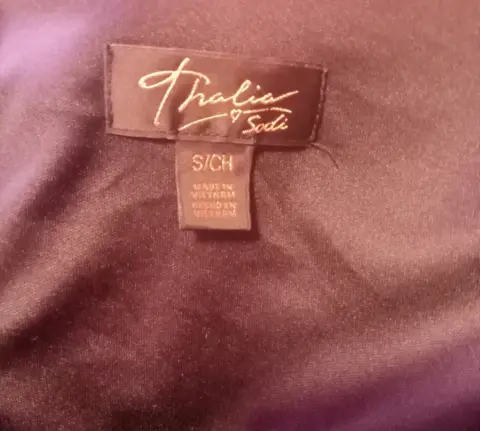 Thalia
Sodi
S/CH
MADE IN
VIETNAM
HECHO EN
VIETNAM